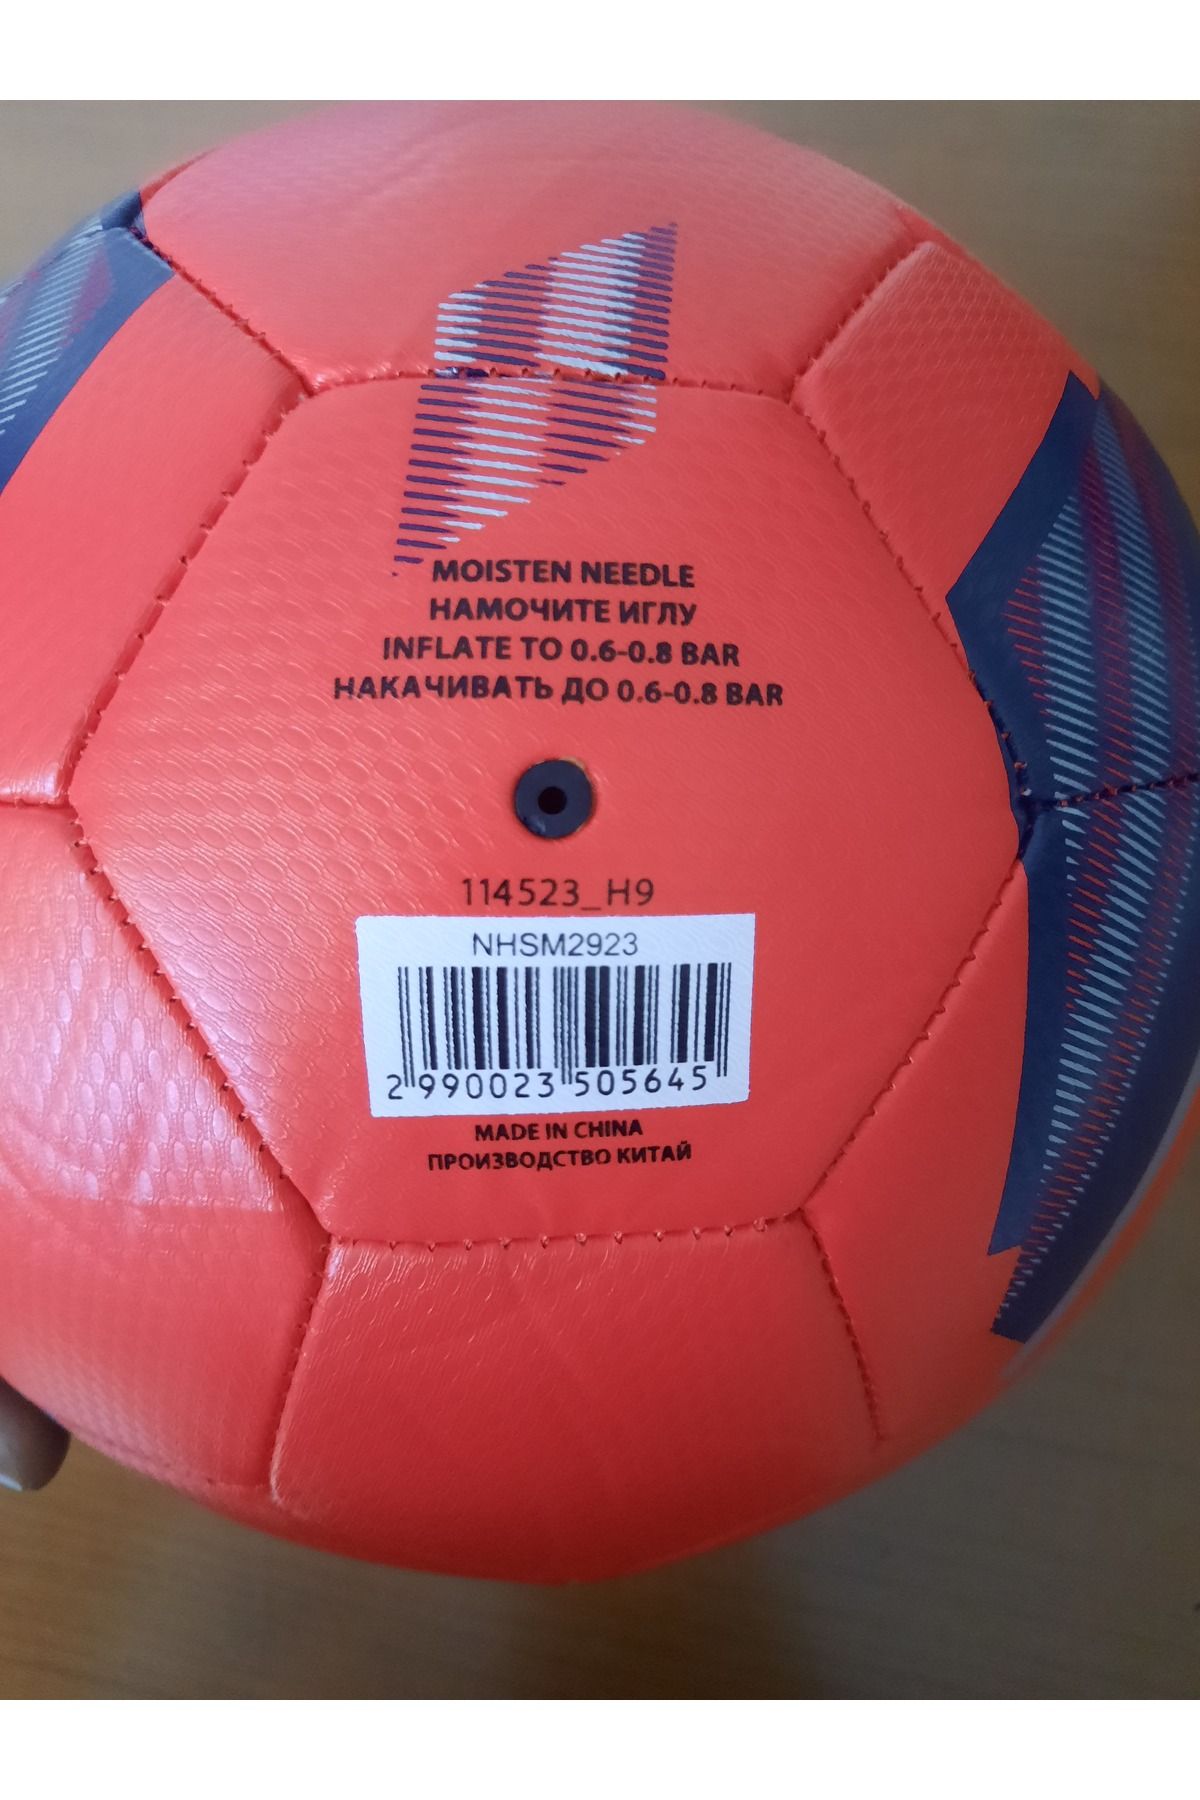 MOISTEN NEEDLE
НАМОЧИТЕ ИГЛУ
INFLATE TO 0.6-0.8 BAR
НАКАЧИВАТЬ ДО 0.6-0.8 BAR
114523_H9
NHSM2923
2 990023 505645
MADE IN CHINA
ПРОИЗВОДСТВО КИТАЙ